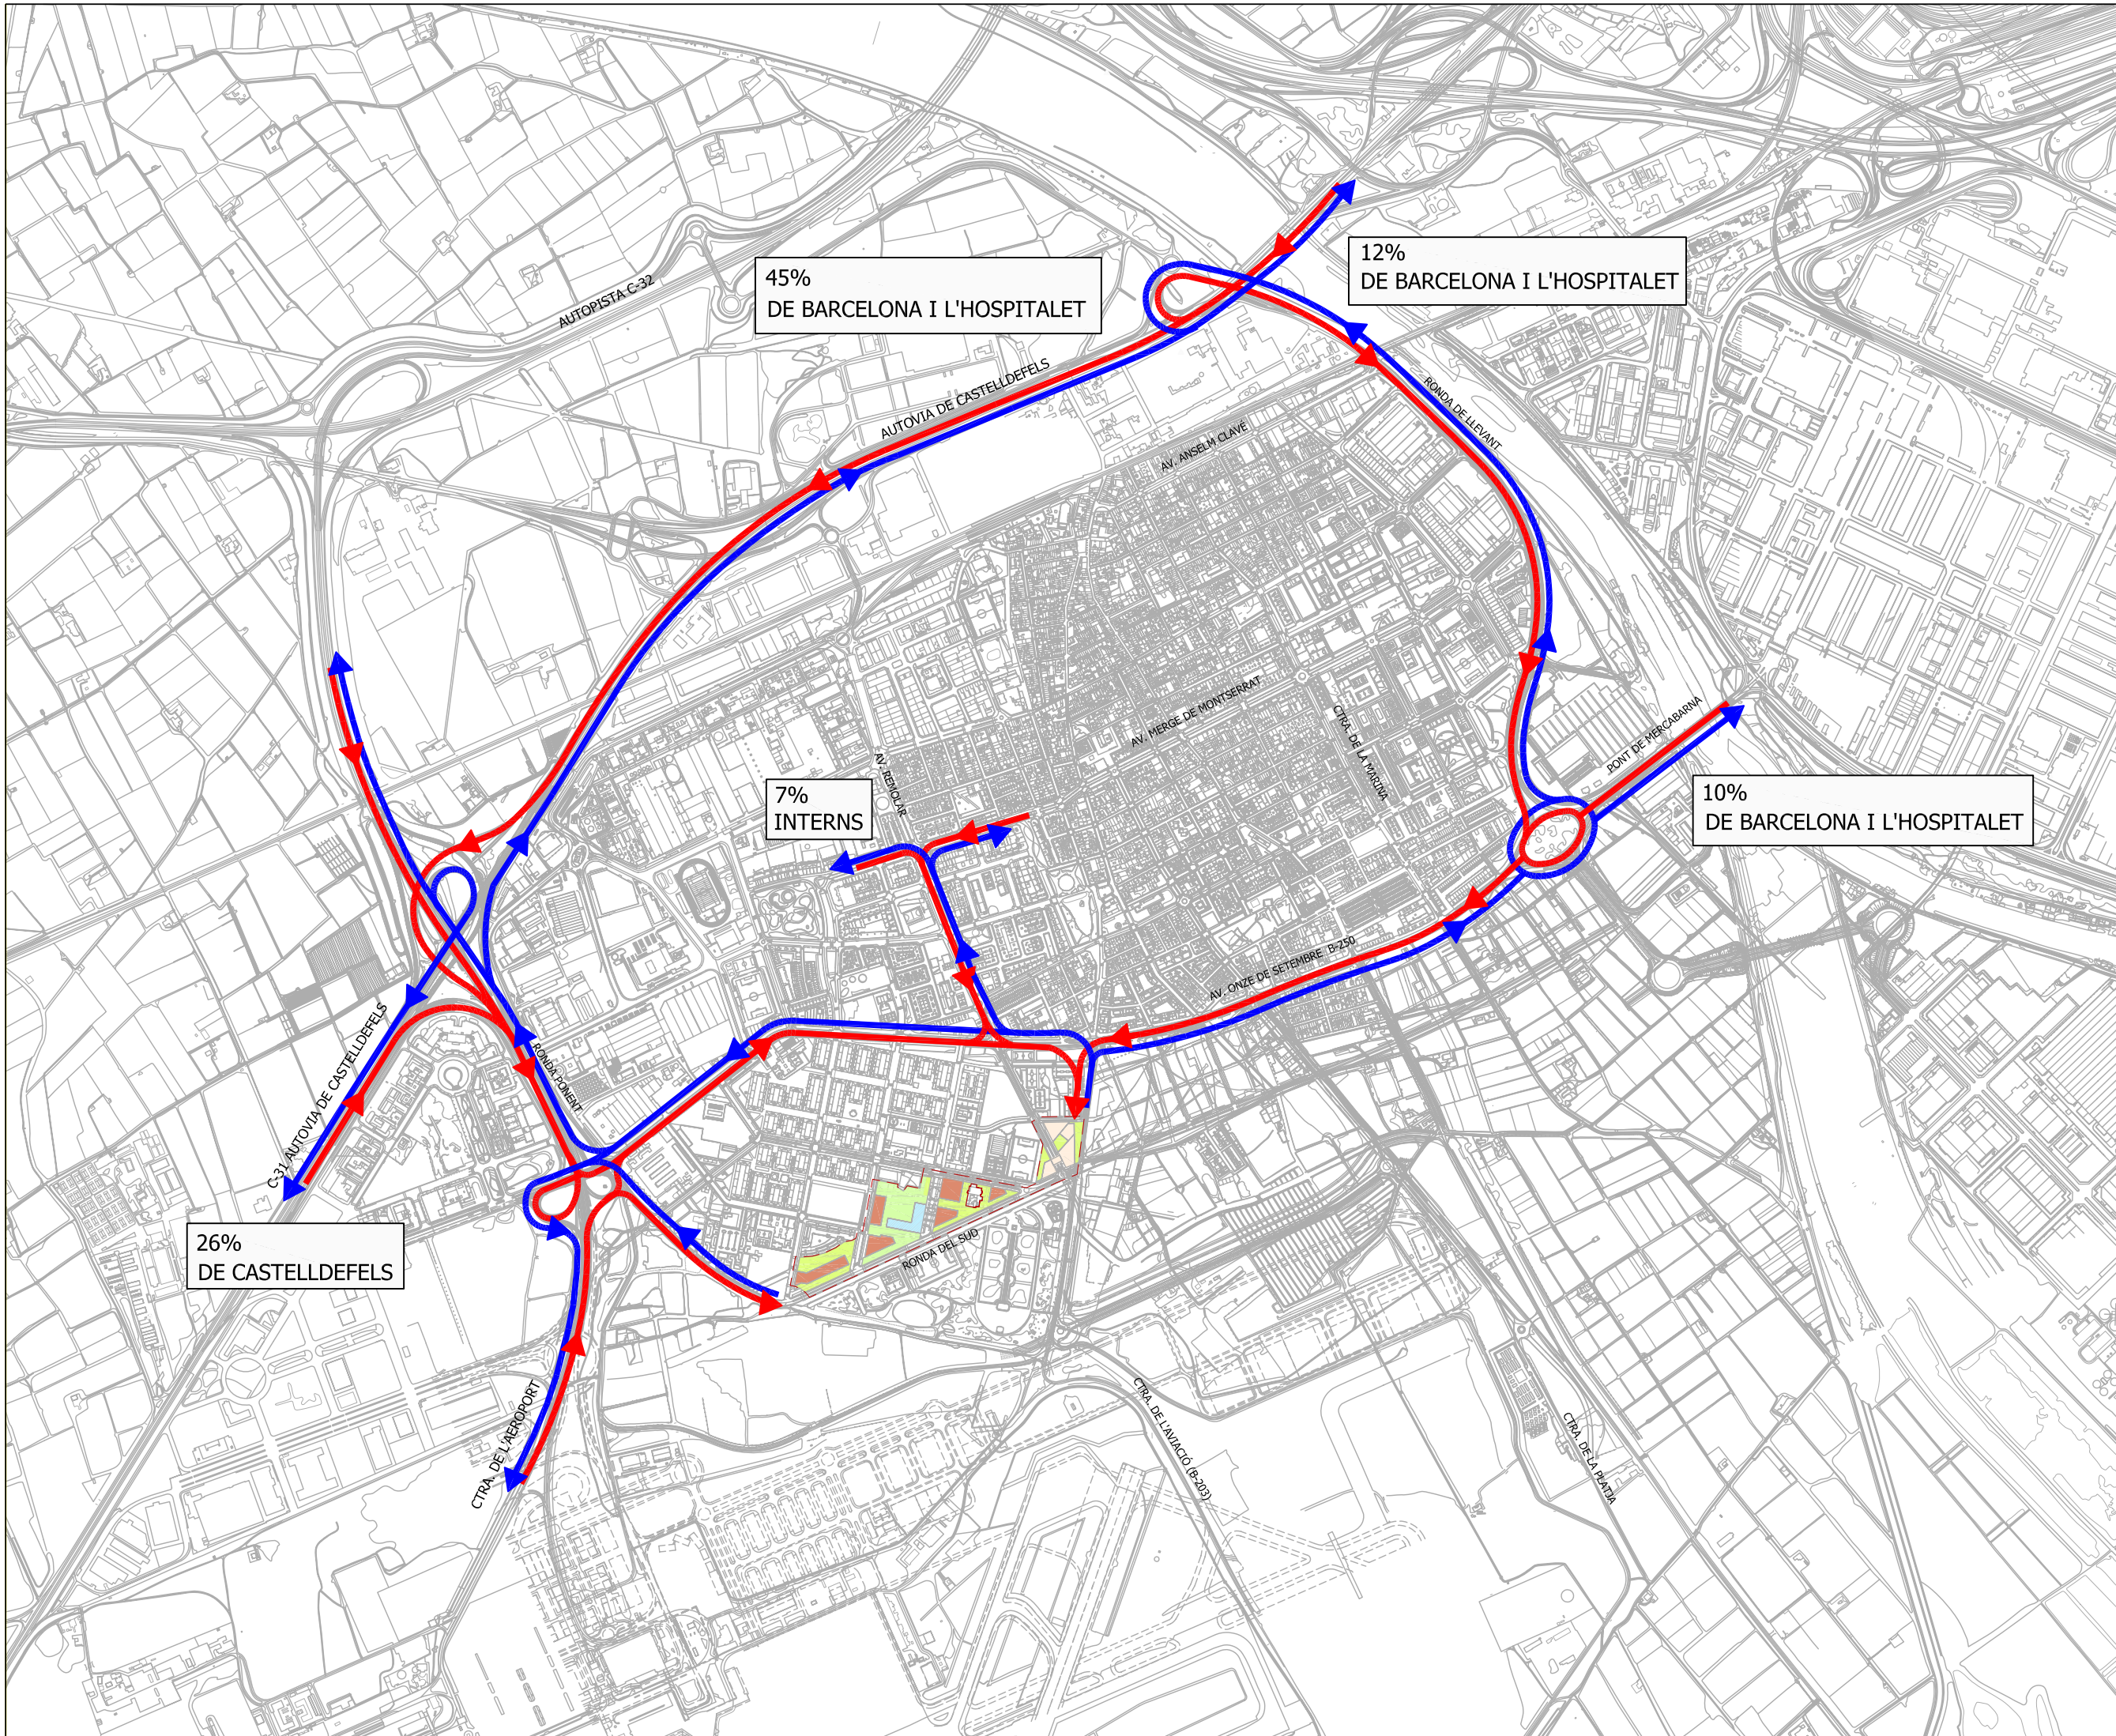 12%
DE BARCELONA I L'HOSPITALET
45%
DE BARCELONA I L'HOSPITALET
AUTOPISTA C-32
AUTOVIA DE CASTELLDEFELS
RONDA DE LLEVANT
AV. ANSELM CLAVÉ
AV. MERGE DE MONTSERRAT
CTRA. DE LA MARINA
PONT DE MERCABARNA
AV. REMOLAR
7%
INTERNS
10%
DE BARCELONA I L'HOSPITALET
AV. ONZE DE SETEMBRE B-250
C-31 AUTOVIA DE CASTELLDEFELS
RONDA PONENT
26%
DE CASTELLDEFELS
RONDA DEL SUD
CTRA. DE L'AEROPORT
CTRA. DE L'AVIACIÓ (B-203)
CTRA. DE LA PLATJA